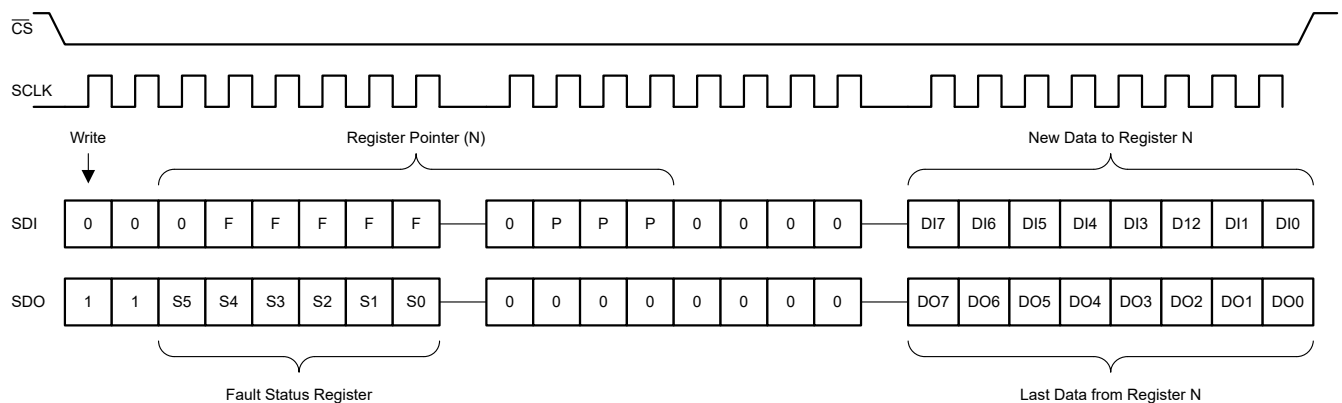 CS
SCLK
Write
Register Pointer (N)
New Data to Register N
SDI 0 0 0 F F F F F 0 P P P 0 0 0 0 DI7 DI6 DI5 DI4 DI3 D12 DI1 DI0
SDO 1 1 S5 S4 S3 S2 S1 S0 0 0 0 0 0 0 0 0 DO7 DO6 DO5 DO4 DO3 DO2 DO1 DO0
Fault Status Register
Last Data from Register N